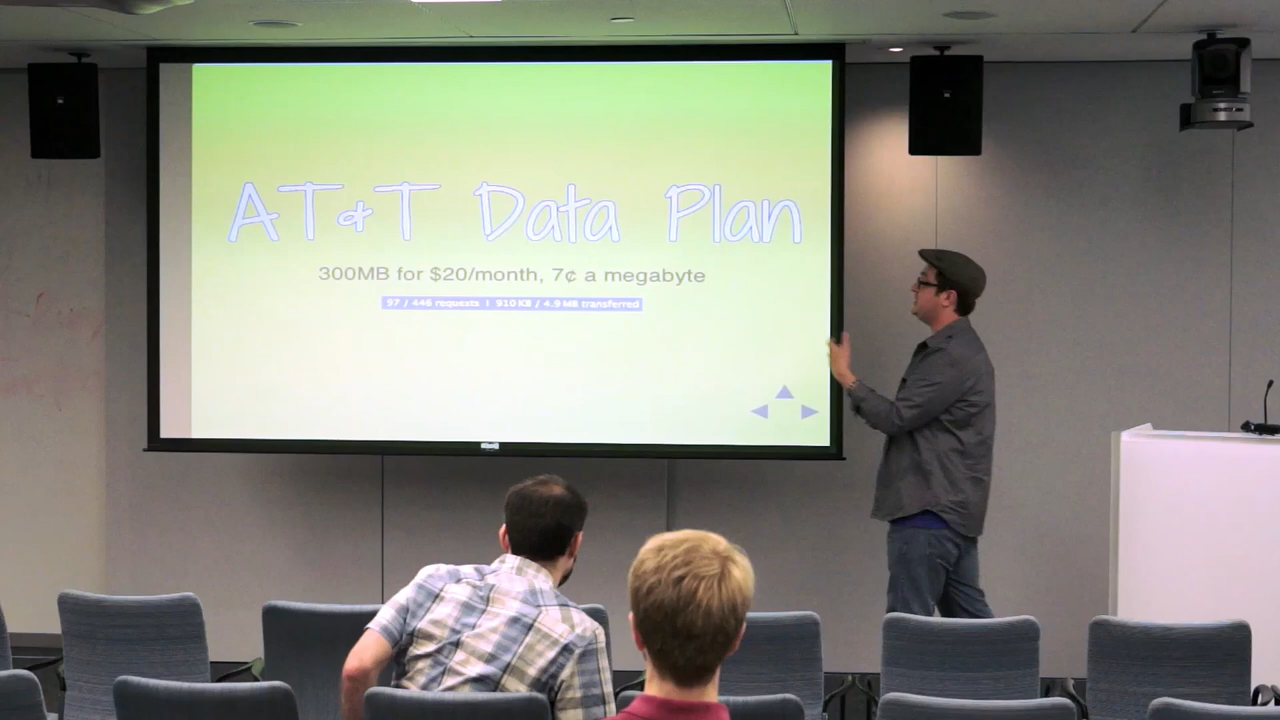 AT&T Data Plan
300MB for $20/month, 7¢ a megabyte
97 / 446 requests | 910 KB / 4.9 MB transferred